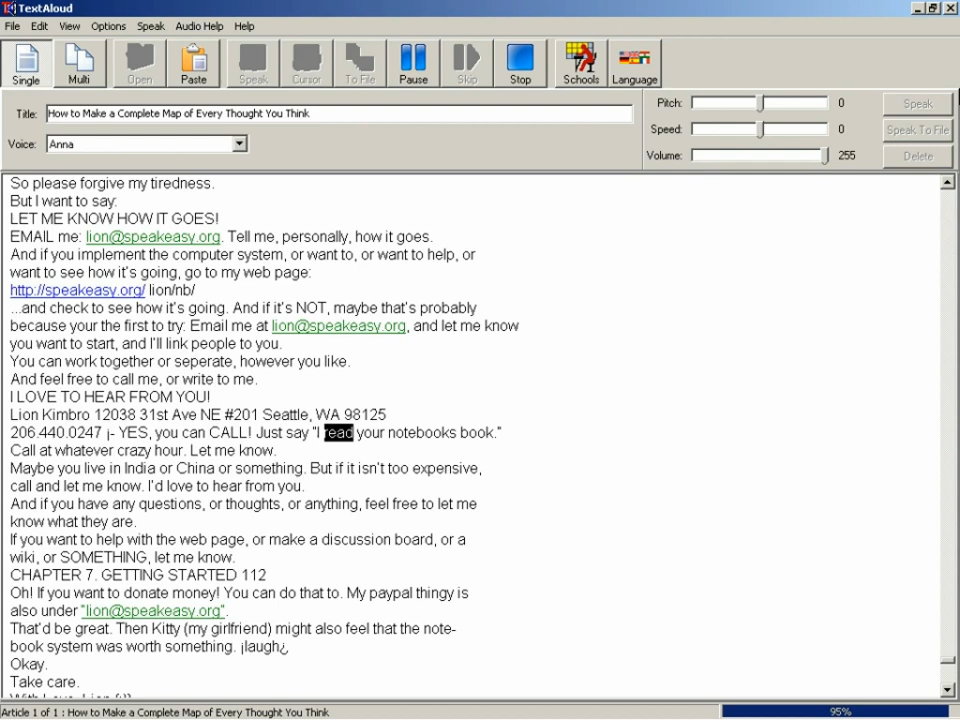 TextAloud
File Edit View Options Speak Audio Help Help
Single Multi Open Paste Speak Cursor To File Pause Skip Stop Schools Language
Title: How to Make a Complete Map of Every Thought You Think
Voice: Anna
Pitch: 0 Speak
Speed: 0 Speak To File
Volume: 255 Delete
So please forgive my tiredness.
But I want to say:
LET ME KNOW HOW IT GOES!
EMAIL me: lion@speakeasy.org. Tell me, personally, how it goes.
And if you implement the computer system, or want to, or want to help, or
want to see how it's going, go to my web page:
http://speakeasy.org/ lion/nb/
...and check to see how it's going. And if it's NOT, maybe that's probably
because your the first to try: Email me at lion@speakeasy.org, and let me know
you want to start, and I'll link people to you.
You can work together or seperate, however you like.
And feel free to call me, or write to me.
I LOVE TO HEAR FROM YOU!
Lion Kimbro 12038 31st Ave NE #201 Seattle, WA 98125
206.440.0247 ¡- YES, you can CALL! Just say "I read your notebooks book."
Call at whatever crazy hour. Let me know.
Maybe you live in India or China or something. But if it isn't too expensive,
call and let me know. I'd love to hear from you.
And if you have any questions, or thoughts, or anything, feel free to let me
know what they are.
If you want to help with the web page, or make a discussion board, or a
wiki, or SOMETHING, let me know.
CHAPTER 7. GETTING STARTED 112
Oh! If you want to donate money! You can do that to. My paypal thingy is
also under "lion@speakeasy.org".
That'd be great. Then Kitty (my girlfriend) might also feel that the note-
book system was worth something. ¡laugh¿
Okay.
Take care.
Article 1 of 1 : How to Make a Complete Map of Every Thought You Think 95%